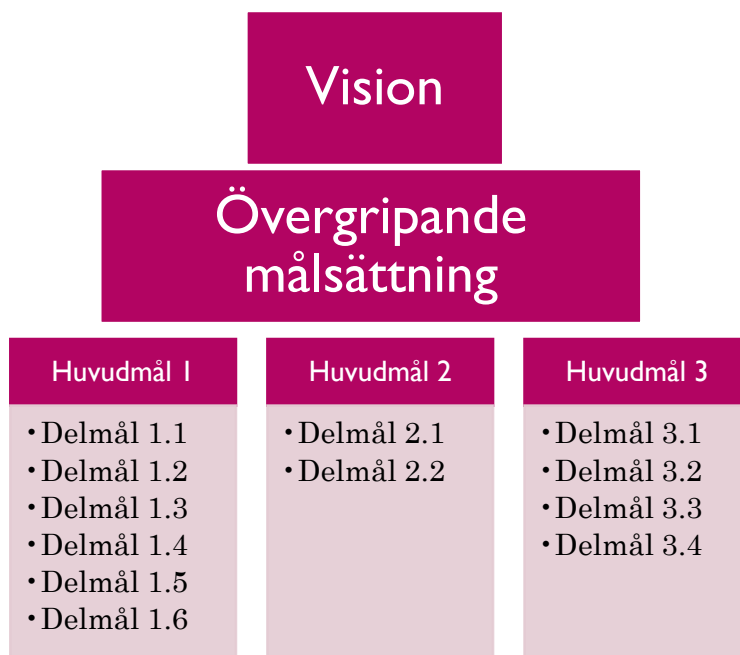 Vision
Övergripande
målsättning
Huvudmål 1
• Delmål 1.1
• Delmål 1.2
• Delmål 1.3
• Delmål 1.4
• Delmål 1.5
• Delmål 1.6
Huvudmål 2
• Delmål 2.1
• Delmål 2.2
Huvudmål 3
• Delmål 3.1
• Delmål 3.2
• Delmål 3.3
• Delmål 3.4